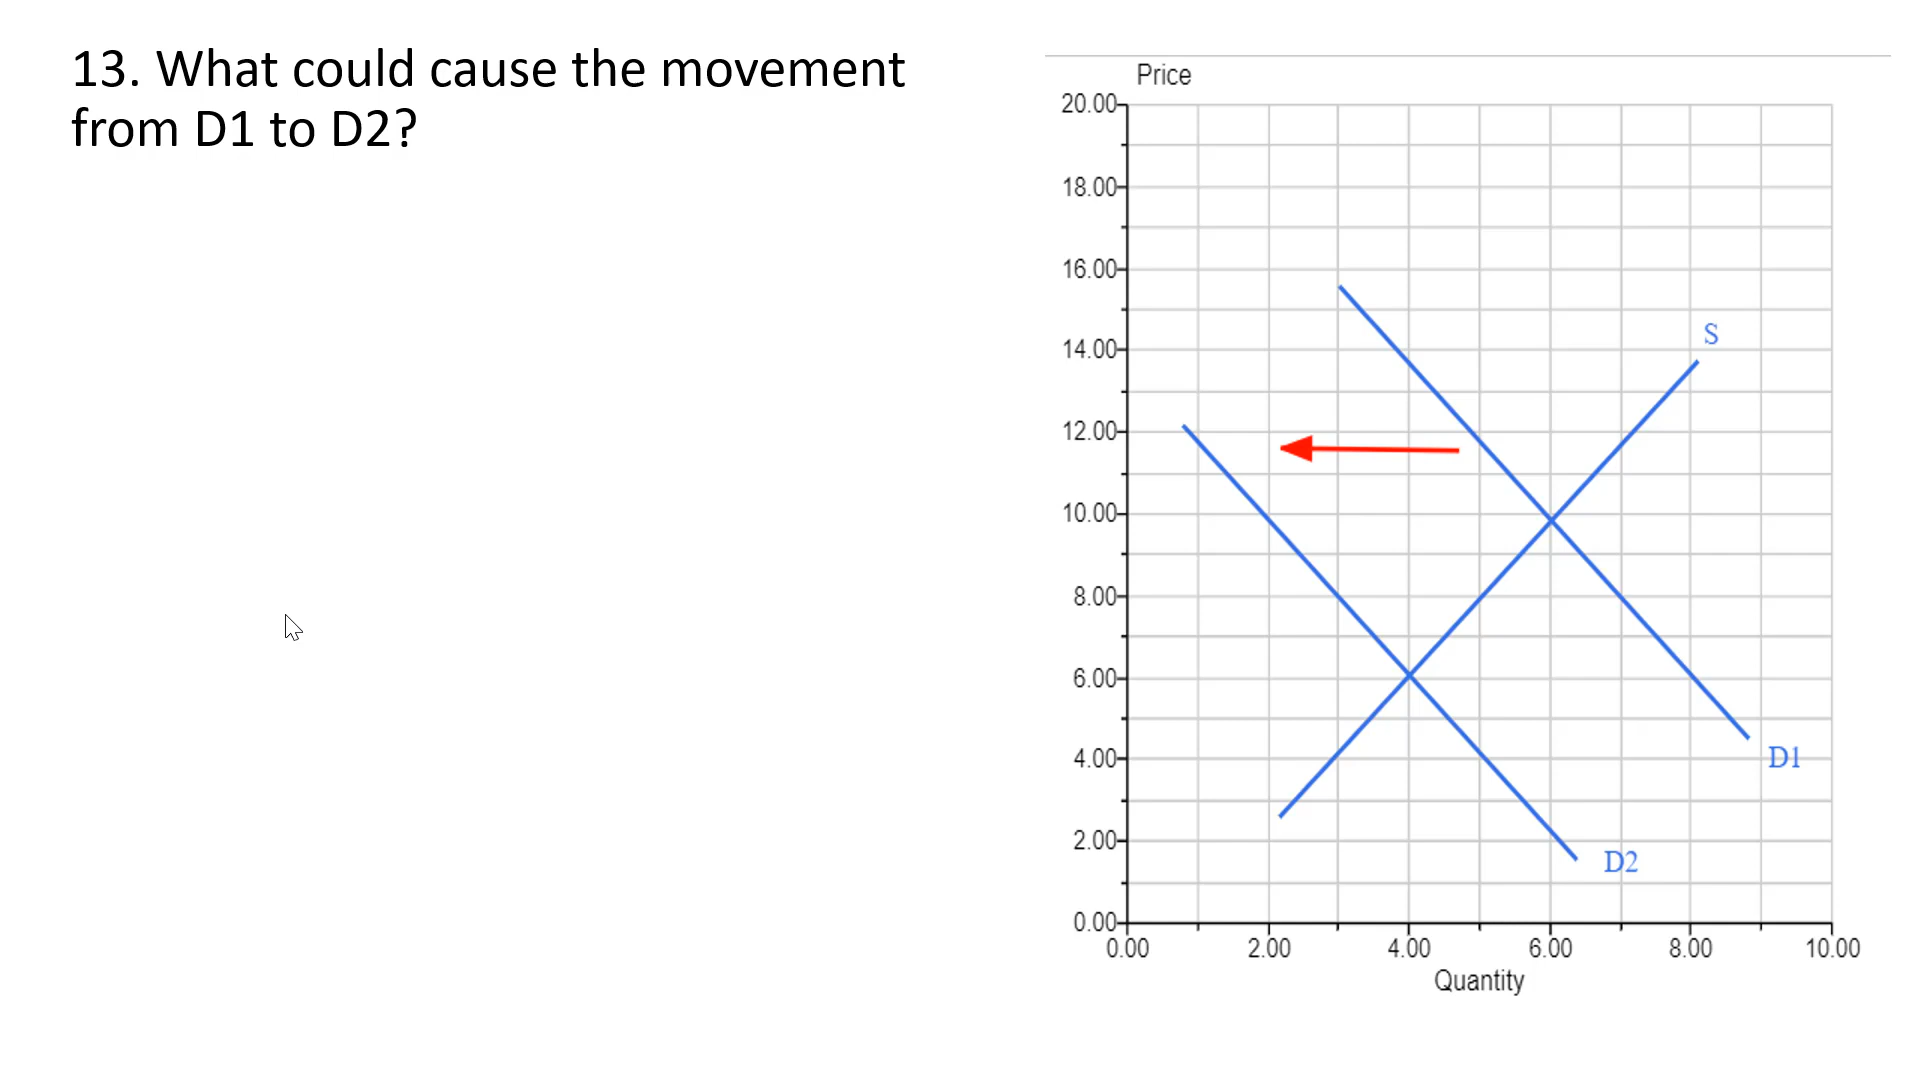 13. What could cause the movement
from D1 to D2?
Price
20.00
18.00
16.00
14.00
12.00
10.00
8.00
6.00
4.00
2.00
0.00
S
D1
D2
0.00 2.00 4.00 6.00 8.00 10.00
Quantity